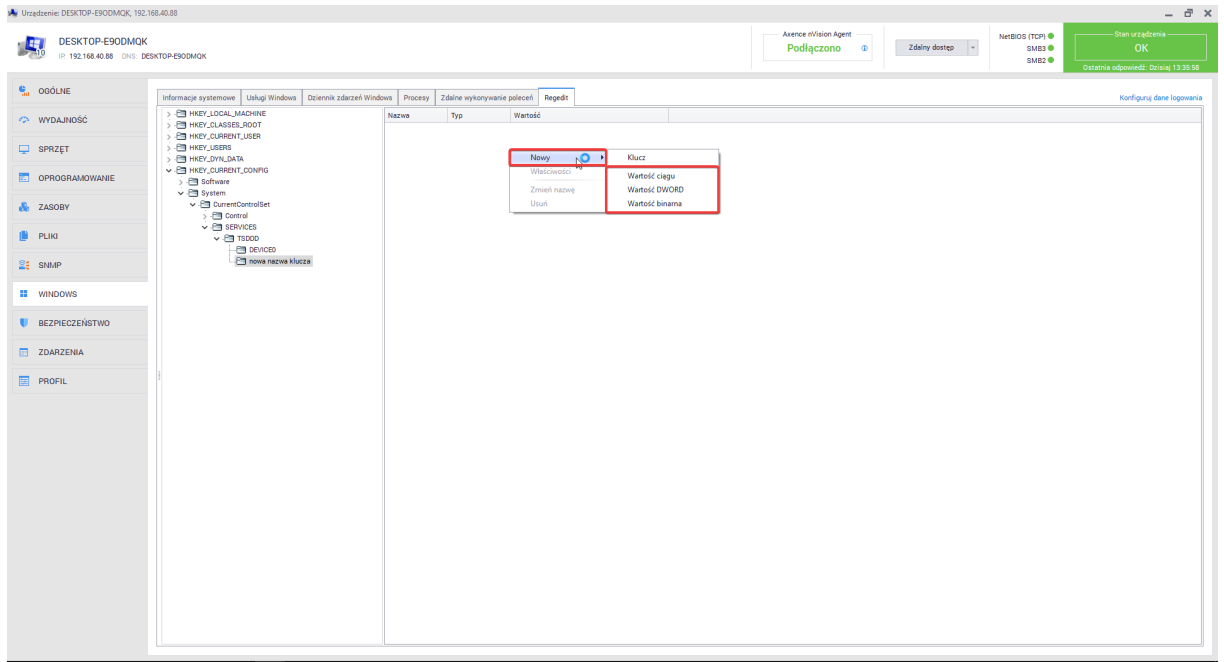 Urządzenie: DESKTOP-E9ODMQK, 192.168.40.88
DESKTOP-E9ODMQK
IP: 192.168.40.88 DNS: DESKTOP-E9ODMQK
10
Axence nVision Agent
Podłączono
Zdalny dostęp
NetBIOS (TCP)
SMB3
SMB2
Stan urządzenia
OK
Ostatnia odpowiedź: Dzisiaj 13:35:58
OGÓLNE
WYDAJNOŚĆ
SPRZĘT
OPROGRAMOWANIE
ZASOBY
PLIKI
SNMP
WINDOWS
BEZPIECZEŃSTWO
ZDARZENIA
PROFIL
Informacje systemowe Usługi Windows Dziennik zdarzeń Windows Procesy Zdalne wykonywanie poleceń Regedit
Konfiguruj dane logowania
HKEY_LOCAL_MACHINE
HKEY_CLASSES_ROOT
HKEY_CURRENT_USER
HKEY_USERS
HKEY_DYN_DATA
HKEY_CURRENT_CONFIG
Software
System
CurrentControlSet
Control
SERVICES
TSDDD
DEVICE0
nowa nazwa klucza
Nazwa Typ Wartość
Nowy
Właściwości
Zmień nazwę
Usuń
Klucz
Wartość ciągu
Wartość DWORD
Wartość binarna